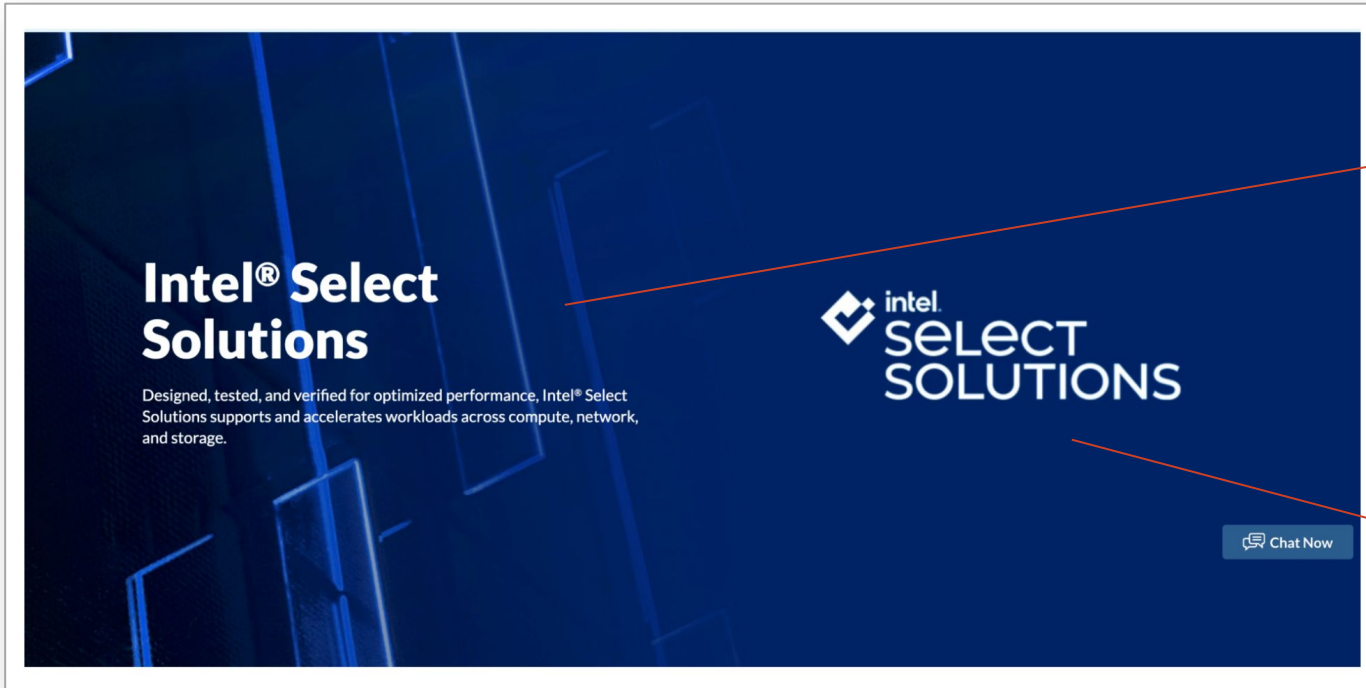 Intel® Select
Solutions
Designed, tested, and verified for optimized performance, Intel® Select
Solutions supports and accelerates workloads across compute, network,
and storage.
intel.
SELECT
SOLUTIONS
Chat Now